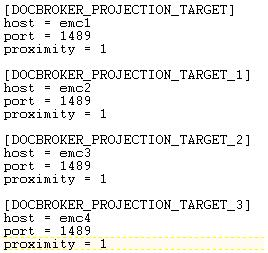 [DOCBROKER_PROJECTION_TARGET]
host = emc1
port = 1489
proximity = 1
[DOCBROKER_PROJECTION_TARGET_1]
host = emc2
port = 1489
proximity = 1
[DOCBROKER_PROJECTION_TARGET_2]
host = emc3
port = 1489
proximity = 1
[DOCBROKER_PROJECTION_TARGET_3]
host = emc4
port = 1489
proximity = 1